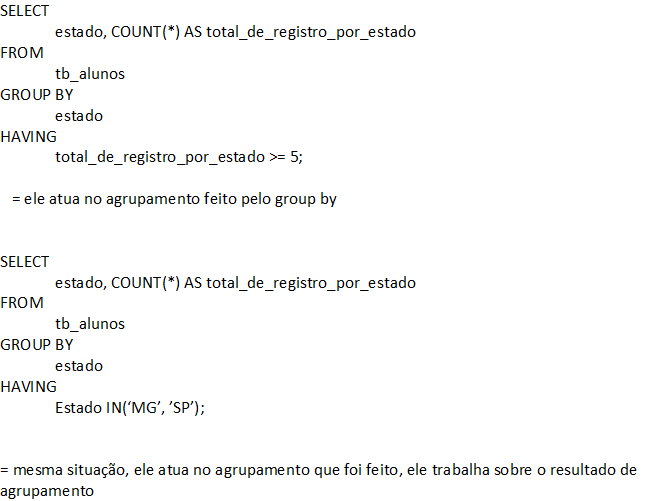 SELECT
estado, COUNT(*) AS total_de_registro_por_estado
FROM
tb_alunos
GROUP BY
estado
HAVING
total_de_registro_por_estado >= 5;
= ele atua no agrupamento feito pelo group by
SELECT
estado, COUNT(*) AS total_de_registro_por_estado
FROM
tb_alunos
GROUP BY
estado
HAVING
Estado IN(‘MG’, ’SP’);
= mesma situação, ele atua no agrupamento que foi feito, ele trabalha sobre o resultado de
agrupamento